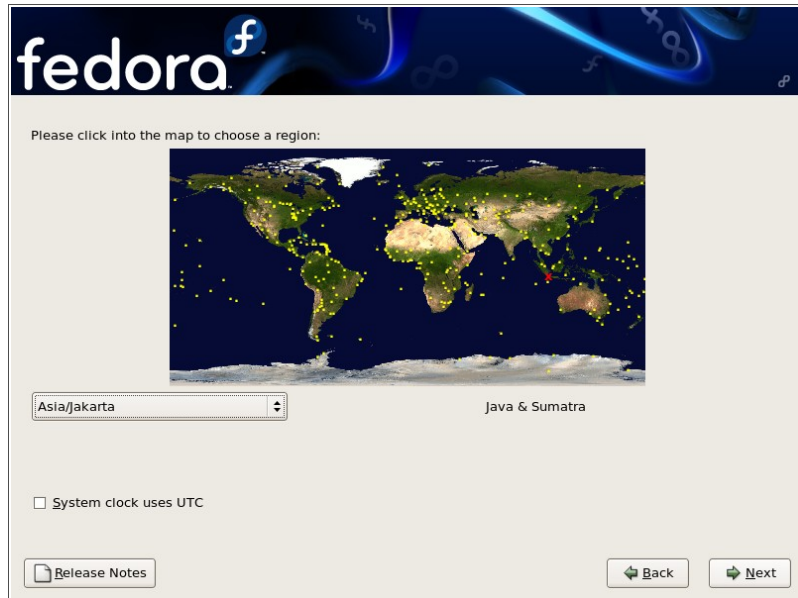 fedora
Please click into the map to choose a region:
Asia/Jakarta
Java & Sumatra
System clock uses UTC
Release Notes
Back
Next